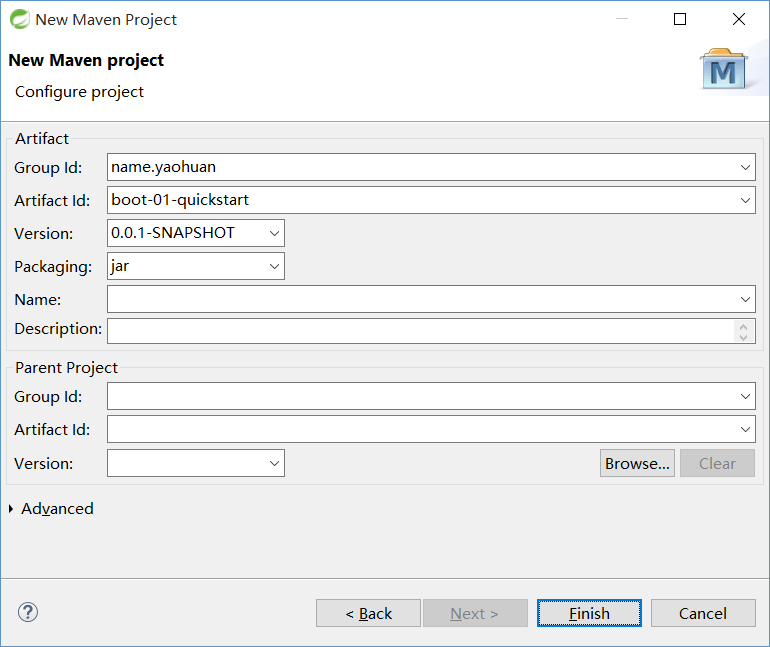 New Maven Project
New Maven project
Configure project
M
Artifact
Group Id: name.yaohuan
Artifact Id: boot-01-quickstart
Version: 0.0.1-SNAPSHOT
Packaging: jar
Name:
Description:
Parent Project
Group Id:
Artifact Id:
Version: Browse... Clear
Advanced
? < Back Next > Finish Cancel